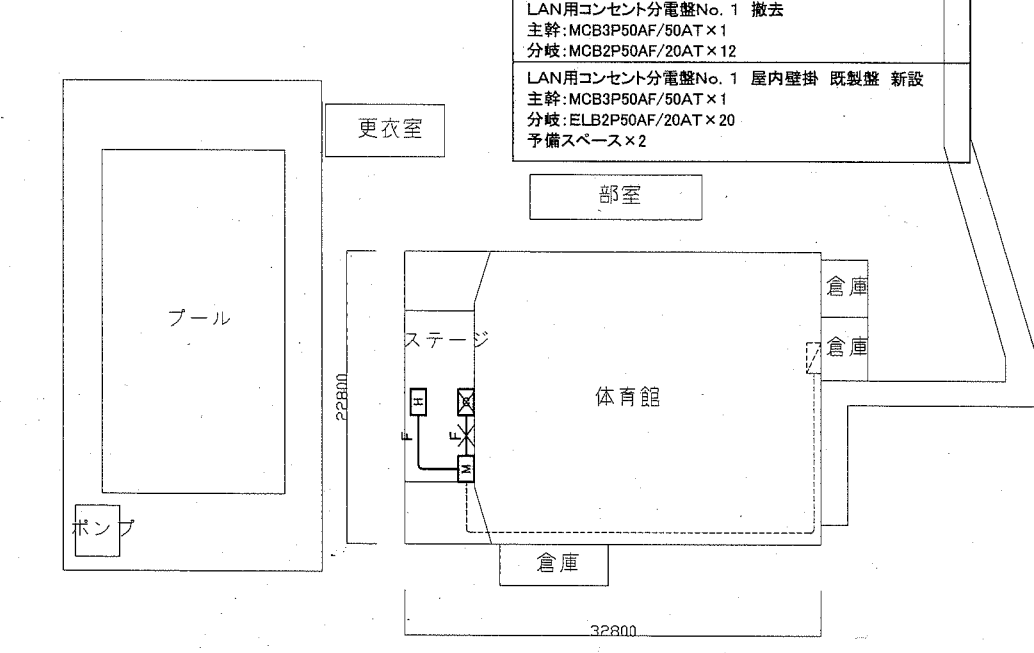 LAN用コンセント分電盤No. 1 撤去
主幹:MCB3P50AF/50AT×1
分岐:MCB2P50AF/20AT×12
LAN用コンセント分電盤No. 1 屋内壁掛 既製盤 新設
主幹:MCB3P50AF/50AT×1
分岐:ELB2P50AF/20AT×20
予備スペース×2
更衣室
部室
プール
ステージ
倉庫
倉庫
体育館
22800
H
F
F
M
ポンプ
倉庫
32800